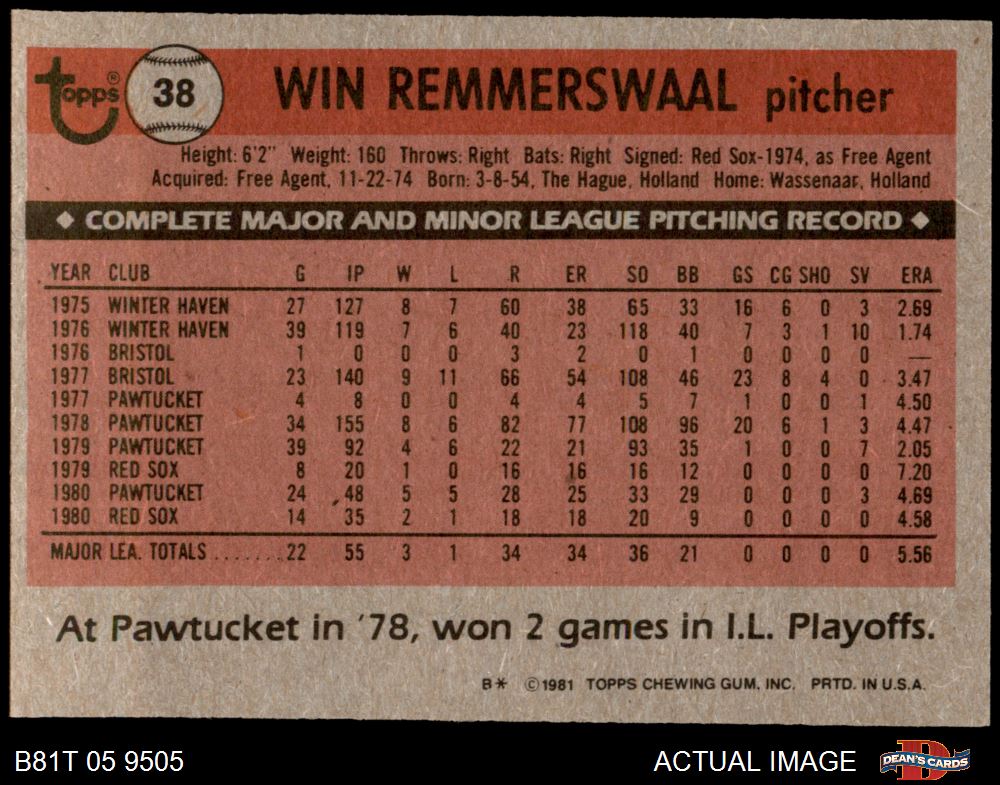 Topps® 38 WIN REMMERSWAAL pitcher
Height: 6'2" Weight: 160 Throws: Right Bats: Right Signed: Red Sox-1974, as Free Agent
Acquired: Free Agent, 11-22-74 Born: 3-8-54, The Hague, Holland Home: Wassenaar, Holland
◆ COMPLETE MAJOR AND MINOR LEAGUE PITCHING RECORD ◆
YEAR CLUB G IP W L R ER SO BB GS CG SHO SV ERA
1975 WINTER HAVEN 27 127 8 7 60 38 65 33 16 6 0 3 2.69
1976 WINTER HAVEN 39 119 7 6 40 23 118 40 7 3 1 10 1.74
1976 BRISTOL 1 0 0 0 3 2 0 1 0 0 0 0 —
1977 BRISTOL 23 140 9 11 66 54 108 46 23 8 4 0 3.47
1977 PAWTUCKET 4 8 0 0 4 4 5 7 1 0 0 1 4.50
1978 PAWTUCKET 34 155 8 6 82 77 108 96 20 6 1 3 4.47
1979 PAWTUCKET 39 92 4 6 22 21 93 35 1 0 0 7 2.05
1979 RED SOX 8 20 1 0 16 16 16 12 0 0 0 0 7.20
1980 PAWTUCKET 24 48 5 5 28 25 33 29 0 0 0 3 4.69
1980 RED SOX 14 35 2 1 18 18 20 9 0 0 0 0 4.58
MAJOR LEA. TOTALS ....... 22 55 3 1 34 34 36 21 0 0 0 0 5.56
At Pawtucket in '78, won 2 games in I.L. Playoffs.
B* ©1981 TOPPS CHEWING GUM, INC. PRTD. IN U.S.A.
B81T 05 9505 ACTUAL IMAGE D DEAN'S CARDS